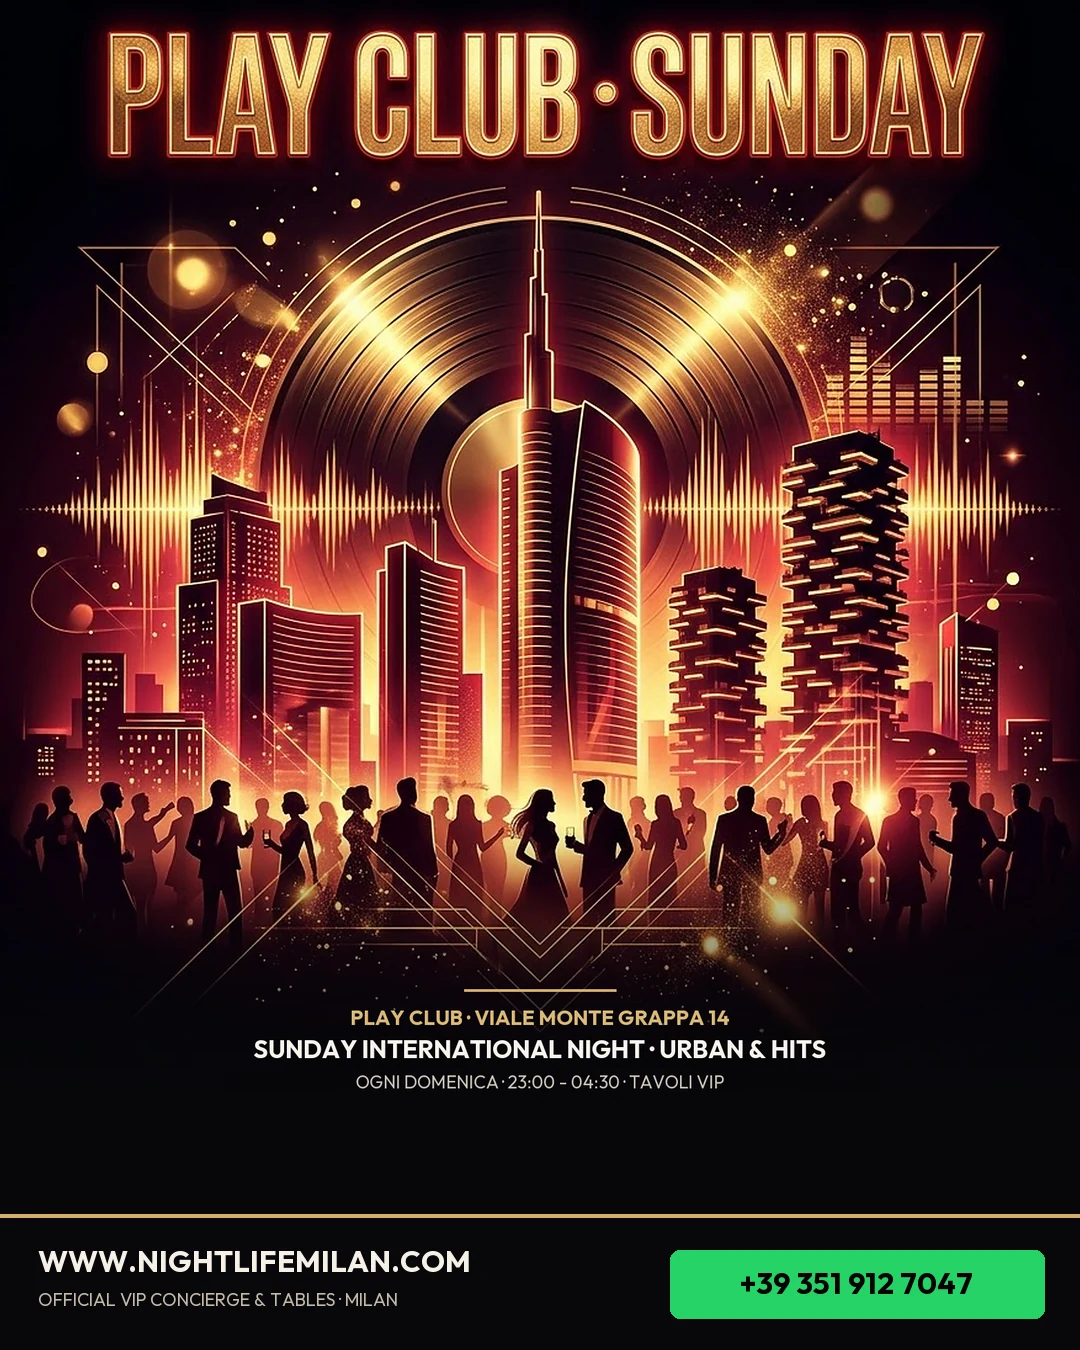 PLAY CLUB · SUNDAY
PLAY CLUB · VIALE MONTE GRAPPA 14
SUNDAY INTERNATIONAL NIGHT · URBAN & HITS
OGNI DOMENICA · 23:00 - 04:30 · TAVOLI VIP
WWW.NIGHTLIFEMILAN.COM
OFFICIAL VIP CONCIERGE & TABLES · MILAN
+39 351 912 7047